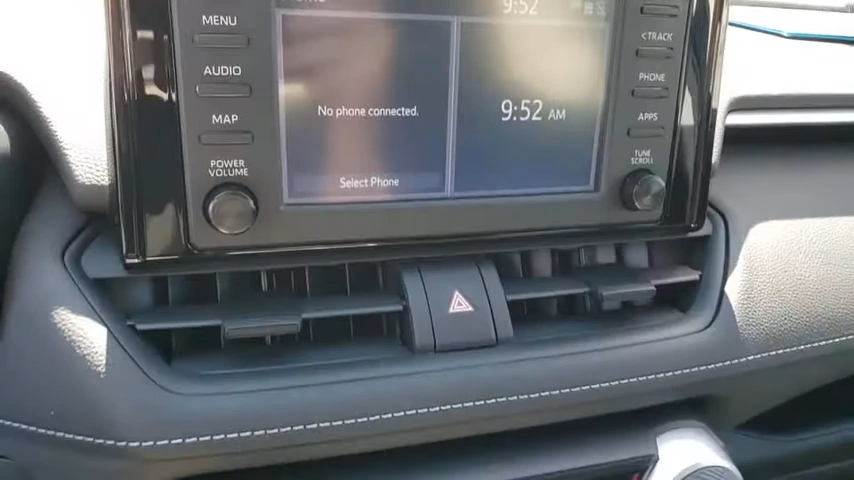 MENU
AUDIO
MAP
POWER
VOLUME
9:52
No phone connected.
9:52 AM
Select Phone
<TRACK
PHONE
APPS
TUNE
SCROLL